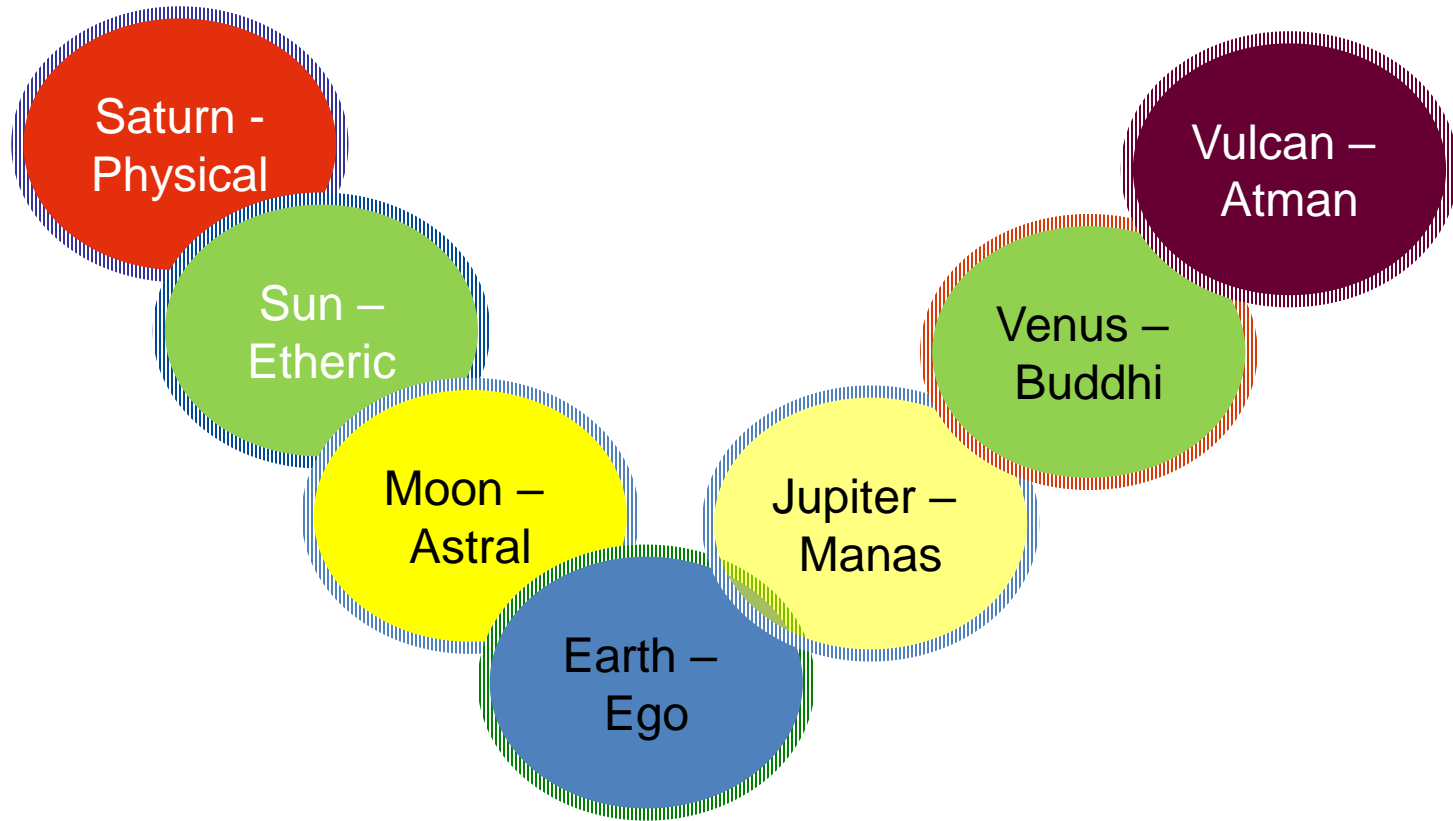 Saturn -
Physical
Sun –
Etheric
Moon –
Astral
Earth –
Ego
Jupiter –
Manas
Venus –
Buddhi
Vulcan –
Atman